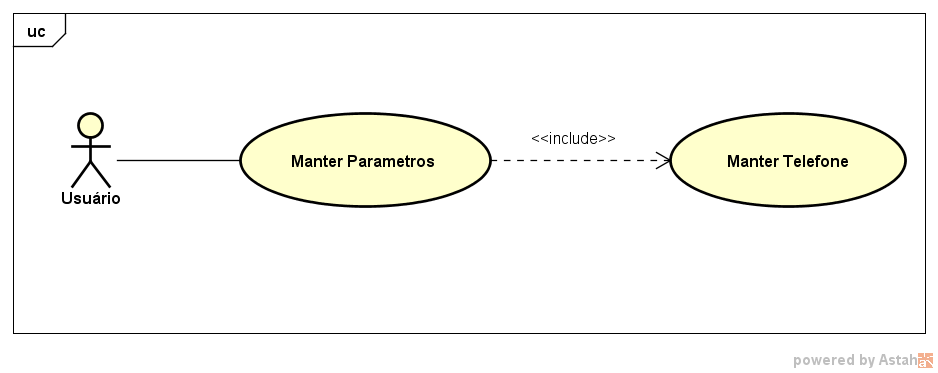 uc
<<include>>
Manter Parametros
Manter Telefone
Usuário
powered by Astah